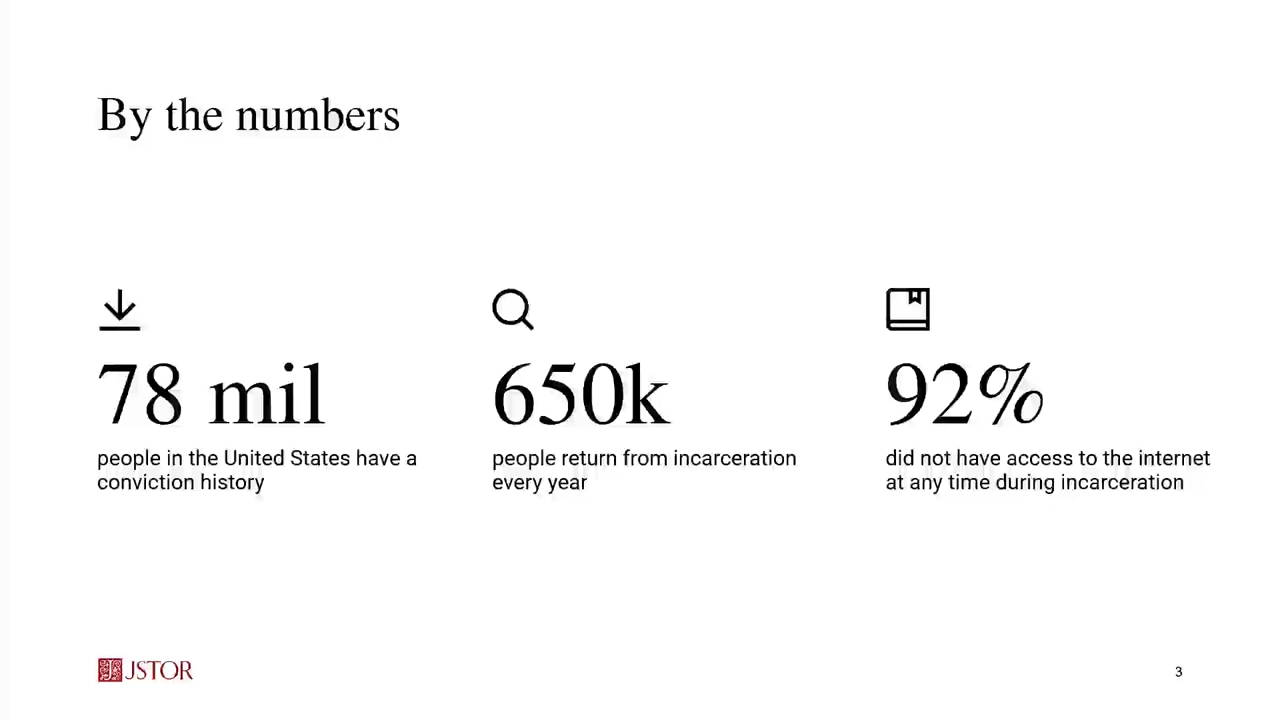 By the numbers
78 mil
people in the United States have a
conviction history
650k
people return from incarceration
every year
92%
did not have access to the internet
at any time during incarceration
JSTOR
3